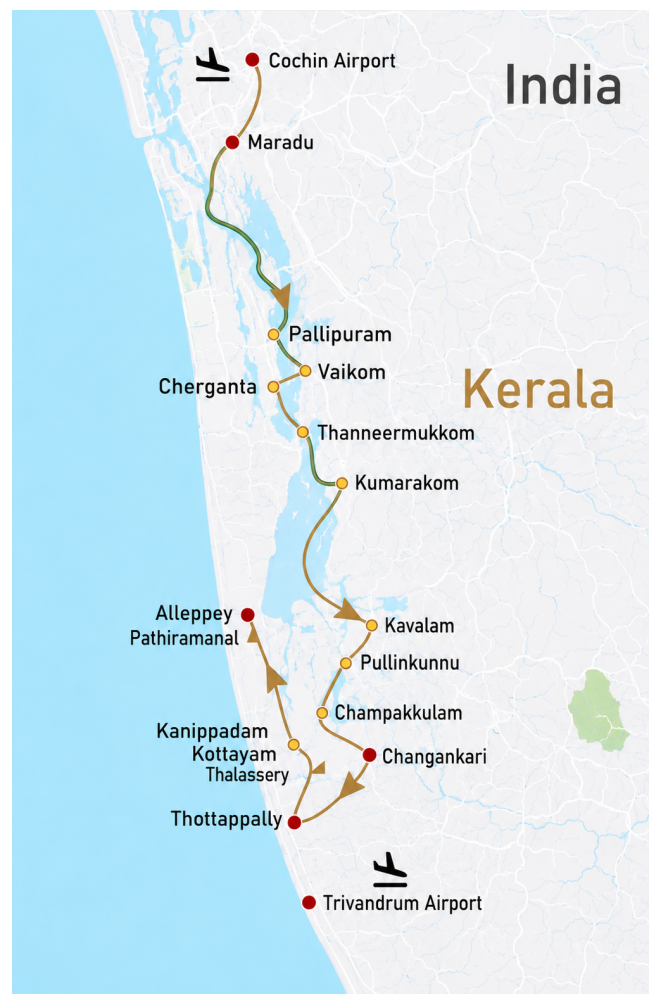 Cochin Airport
India
Maradu
Pallipuram
Vaikom
Cherganta
Kerala
Thanneermukkom
Kumarakom
Alleppey
Pathiramanal
Kavalam
Pullinkunnu
Champakkulam
Kanippadam
Kottayam
Thalassery
Changankari
Thottappally
Trivandrum Airport